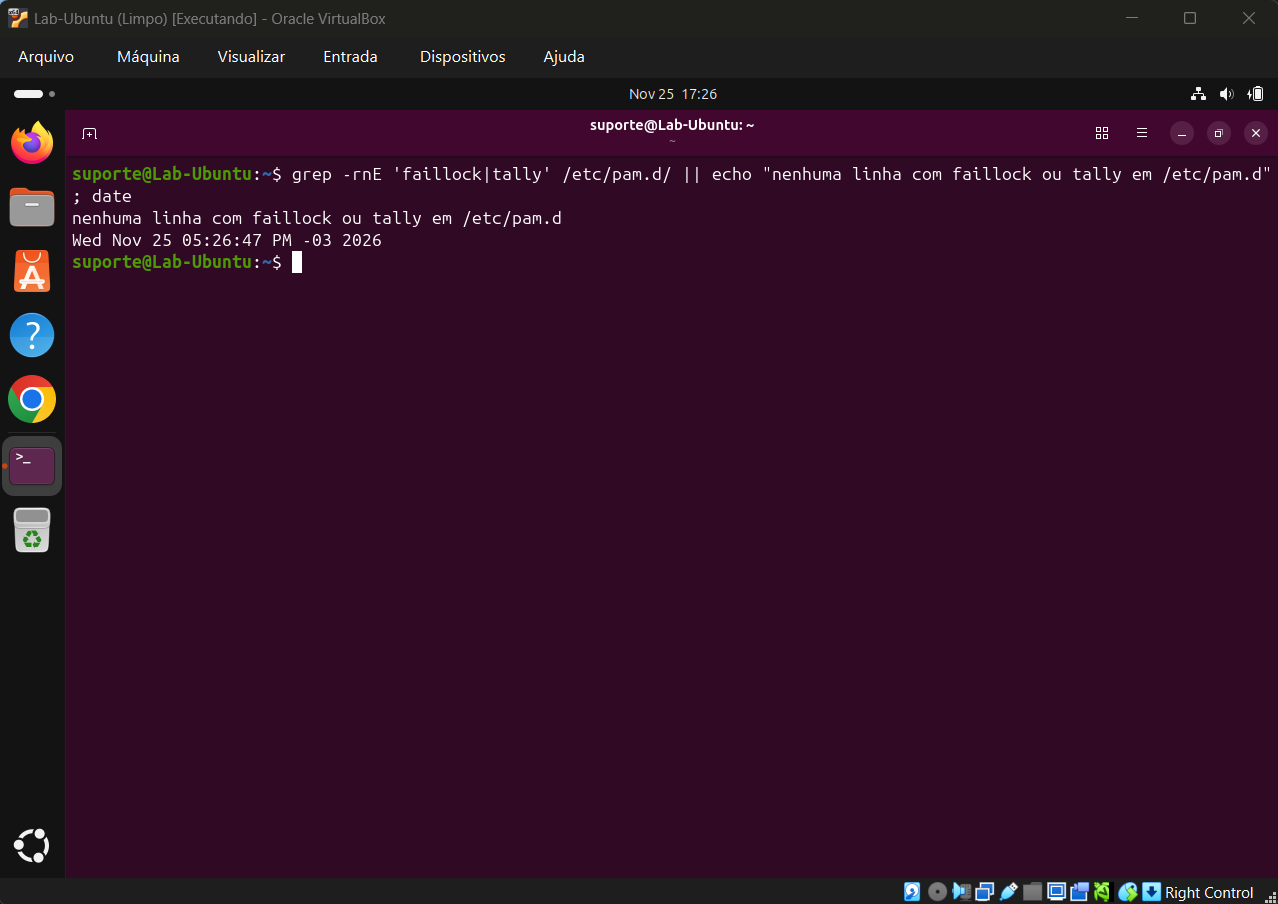 Lab-Ubuntu (Limpo) [Executando] - Oracle VirtualBox
Arquivo Máquina Visualizar Entrada Dispositivos Ajuda
Nov 25 17:26
suporte@Lab-Ubuntu: ~
~
suporte@Lab-Ubuntu:~$ grep -rnE 'faillock|tally' /etc/pam.d/ || echo "nenhuma linha com faillock ou tally em /etc/pam.d"
; date
nenhuma linha com faillock ou tally em /etc/pam.d
Wed Nov 25 05:26:47 PM -03 2026
suporte@Lab-Ubuntu:~$
Right Control